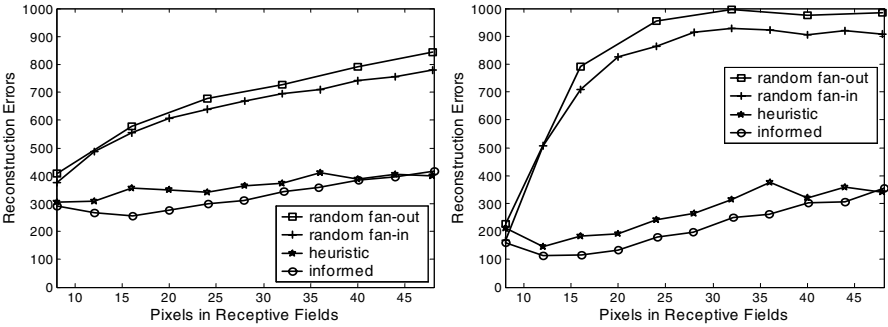 1000
900
800
700
600
500
400
300
200
100
0
Reconstruction Errors
random fan-out
random fan-in
heuristic
informed
10 15 20 25 30 35 40 45
Pixels in Receptive Fields
1000
900
800
700
600
500
400
300
200
100
0
Reconstruction Errors
random fan-out
random fan-in
heuristic
informed
10 15 20 25 30 35 40 45
Pixels in Receptive Fields